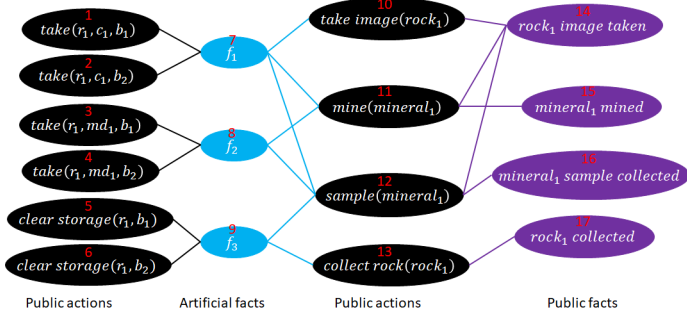 1
take(r₁, c₁, b₁)
2
take(r₁, c₁, b₂)
3
take(r₁, md₁, b₁)
4
take(r₁, md₁, b₂)
5
clear storage(r₁, b₁)
6
clear storage(r₁, b₂)
Public actions
7
f₁
8
f₂
9
f₃
Artificial facts
10
take image(rock₁)
11
mine(mineral₁)
12
sample(mineral₁)
13
collect rock(rock₁)
Public actions
14
rock₁ image taken
15
mineral₁ mined
16
mineral₁ sample collected
17
rock₁ collected
Public facts